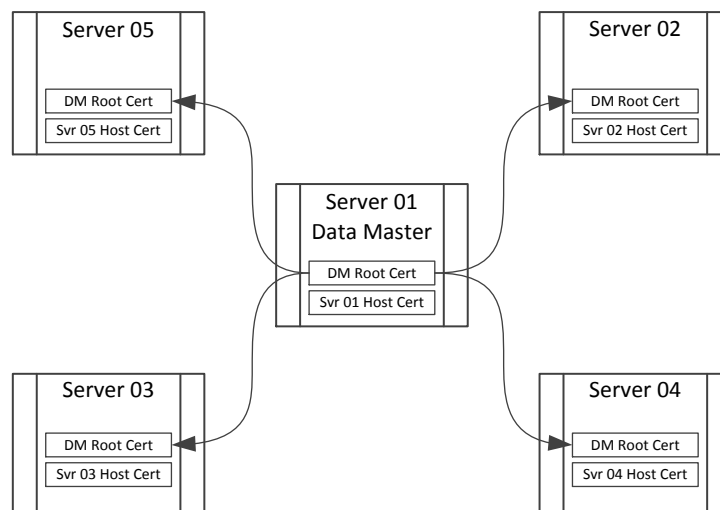 Server 05
DM Root Cert
Svr 05 Host Cert
Server 02
DM Root Cert
Svr 02 Host Cert
Server 01
Data Master
DM Root Cert
Svr 01 Host Cert
Server 03
DM Root Cert
Svr 03 Host Cert
Server 04
DM Root Cert
Svr 04 Host Cert